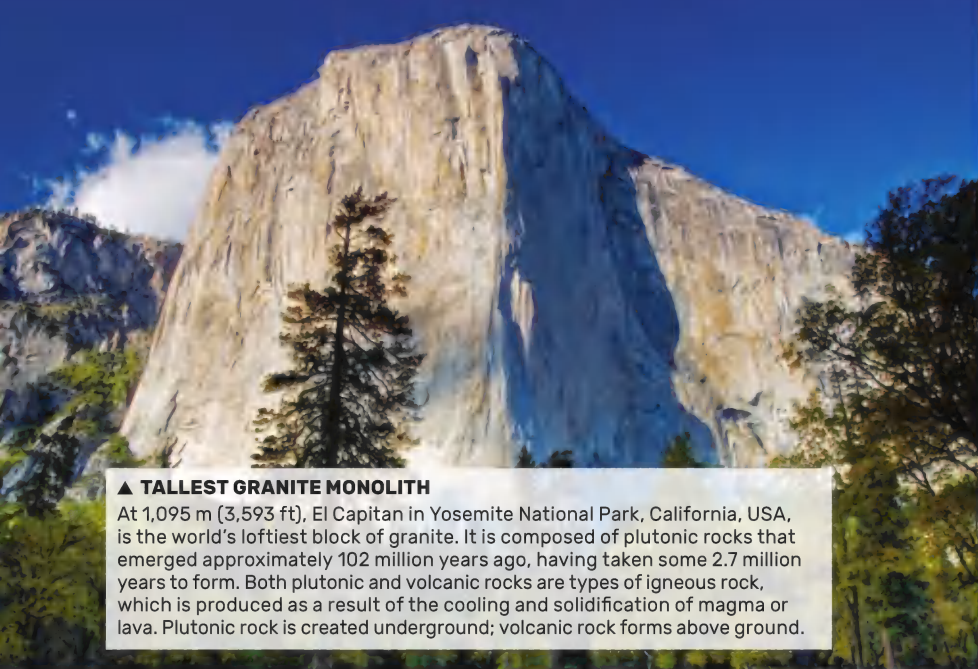 ▲ TALLEST GRANITE MONOLITH
At 1,095 m (3,593 ft), El Capitan in Yosemite National Park, California, USA,
is the world's loftiest block of granite. It is composed of plutonic rocks that
emerged approximately 102 million years ago, having taken some 2.7 million
years to form. Both plutonic and volcanic rocks are types of igneous rock,
which is produced as a result of the cooling and solidification of magma or
lava. Plutonic rock is created underground; volcanic rock forms above ground.